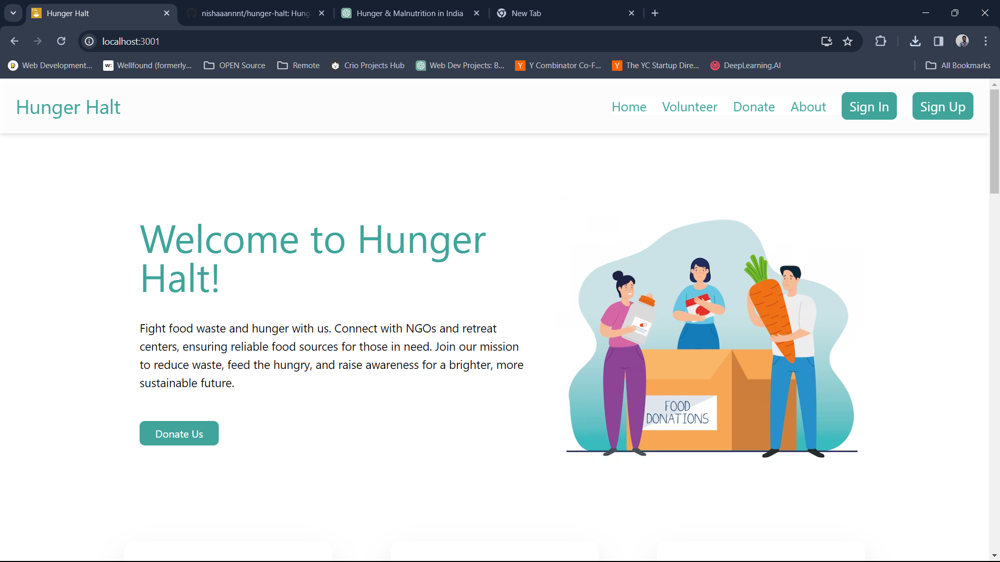 Hunger Halt
nishaaannnt/hunger-halt: Hung
Hunger & Malnutrition in India
New Tab
localhost:3001
Web Development...
w: Wellfound (formerly...
OPEN Source
Remote
Crio Projects Hub
Web Dev Projects: B...
Y Y Combinator Co-F...
Y The YC Startup Dire...
DeepLearning.AI
All Bookmarks
Hunger Halt
Home
Volunteer
Donate
About
Sign In
Sign Up
Welcome to Hunger
Halt!
Fight food waste and hunger with us. Connect with NGOs and retreat
centers, ensuring reliable food sources for those in need. Join our mission
to reduce waste, feed the hungry, and raise awareness for a brighter, more
sustainable future.
Donate Us
FOOD
DONATIONS